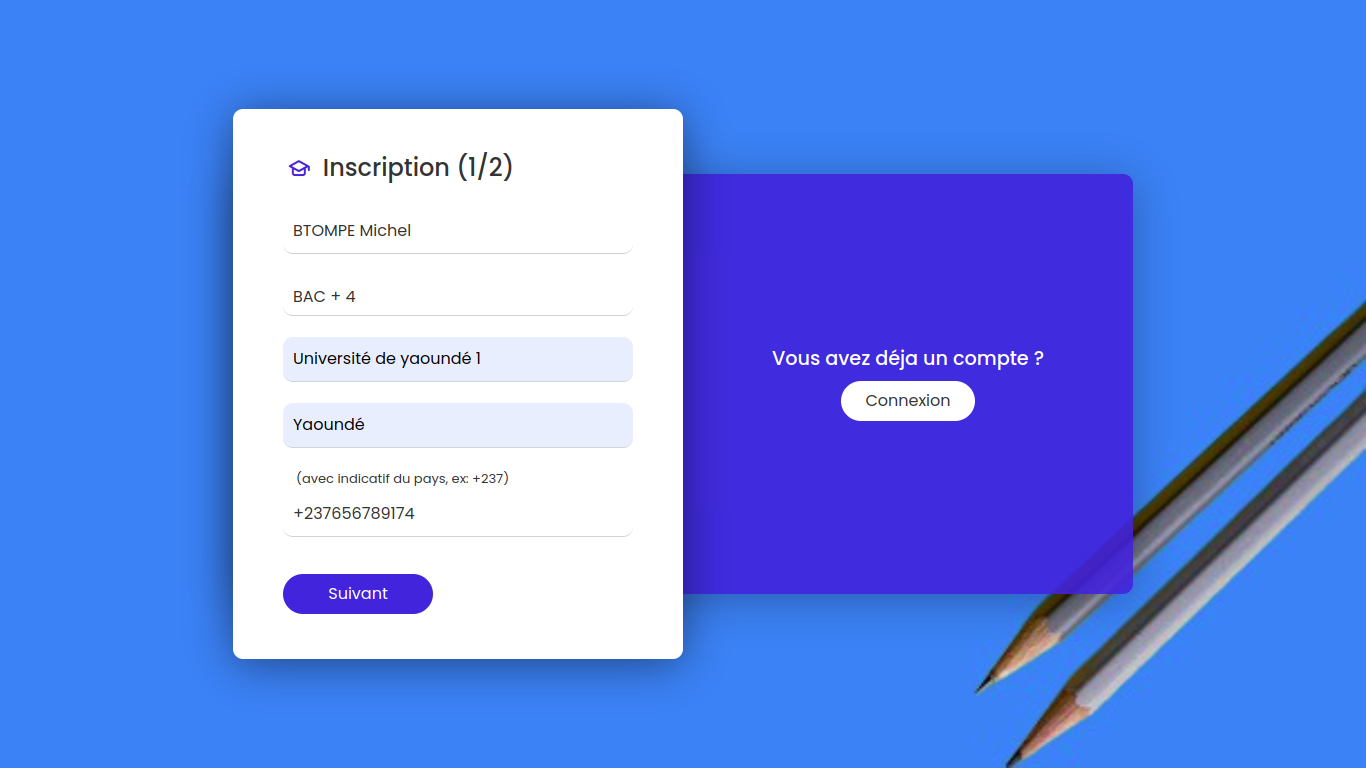 Inscription (1/2)
BTOMPE Michel
BAC + 4
Université de yaoundé 1
Yaoundé
(avec indicatif du pays, ex: +237)
+237656789174
Suivant
Vous avez déja un compte ?
Connexion